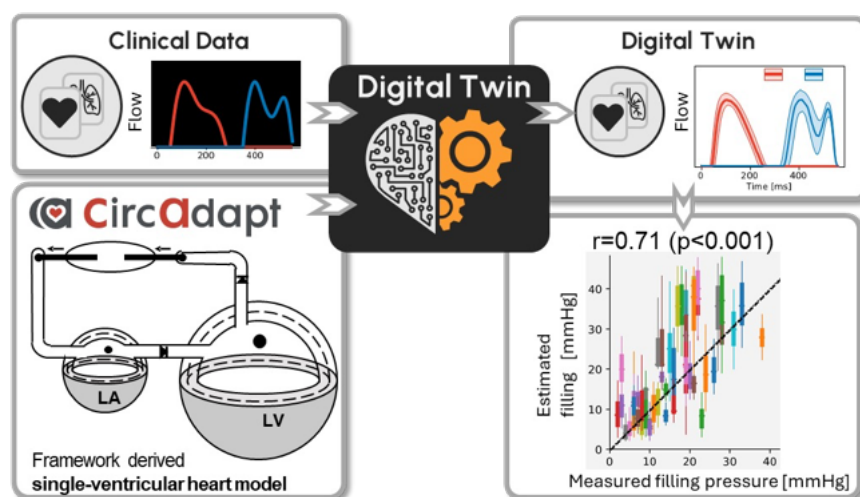 Clinical Data
Flow
0
200
400
CircAdapt
LA
LV
Framework derived
single-ventricular heart model
Digital Twin
Digital Twin
Flow
0
200
400
Time [ms]
r=0.71 (p<0.001)
Estimated
filling [mmHg]
40
30
20
10
0
0
10
20
30
40
Measured filling pressure [mmHg]